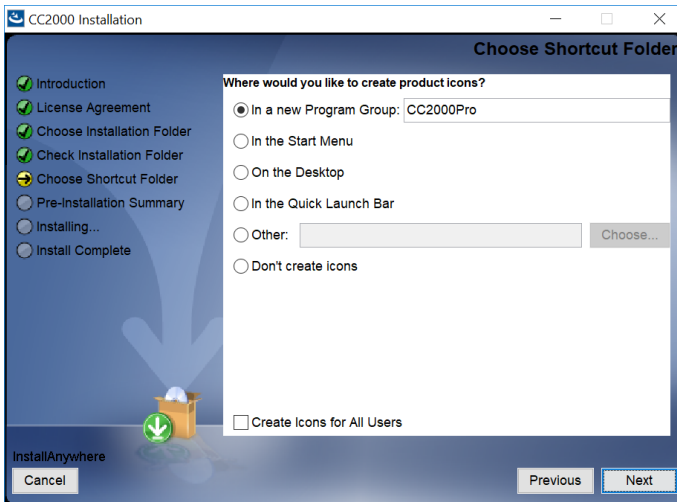 CC2000 Installation
Choose Shortcut Folder
Introduction
License Agreement
Choose Installation Folder
Check Installation Folder
Choose Shortcut Folder
Pre-Installation Summary
Installing...
Install Complete
Where would you like to create product icons?
In a new Program Group: CC2000Pro
In the Start Menu
On the Desktop
In the Quick Launch Bar
Other: Choose...
Don't create icons
Create Icons for All Users
InstallAnywhere
Cancel Previous Next